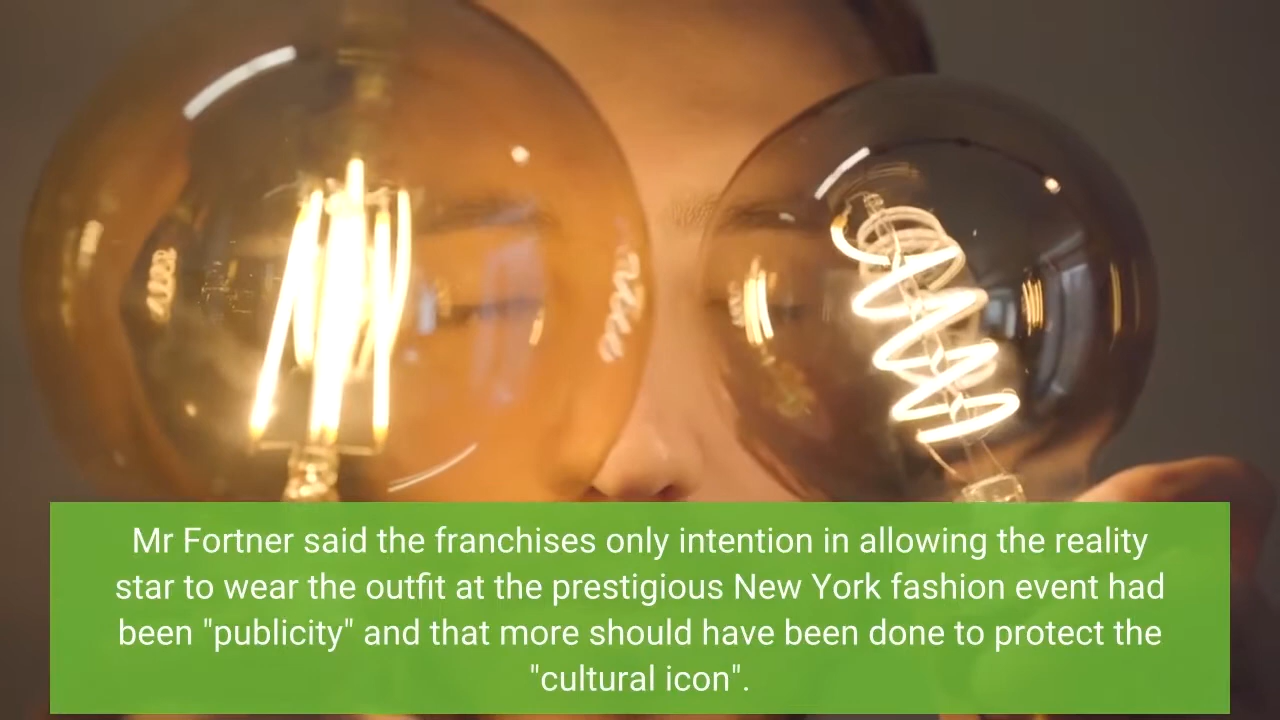 Mr Fortner said the franchises only intention in allowing the reality
star to wear the outfit at the prestigious New York fashion event had
been "publicity" and that more should have been done to protect the
"cultural icon".